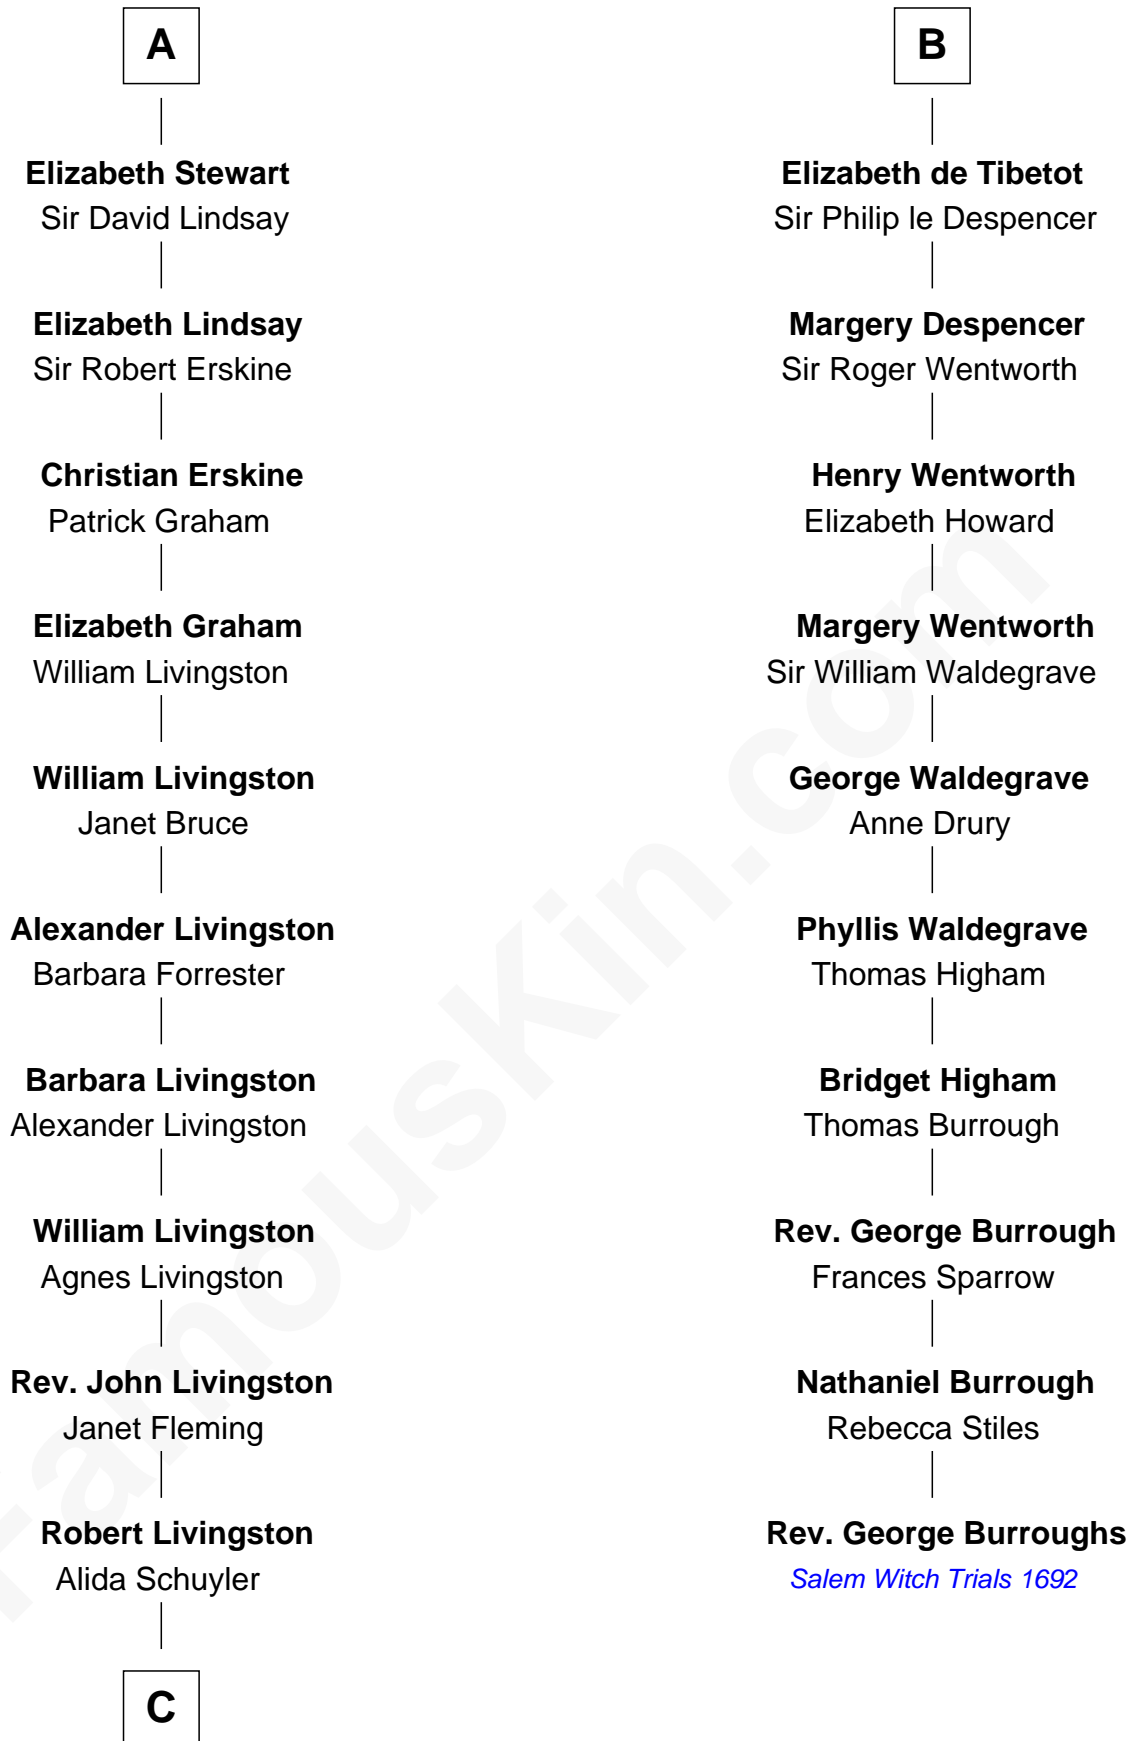 A
Elizabeth Stewart
Sir David Lindsay
Elizabeth Lindsay
Sir Robert Erskine
Christian Erskine
Patrick Graham
Elizabeth Graham
William Livingston
William Livingston
Janet Bruce
Alexander Livingston
Barbara Forrester
Barbara Livingston
Alexander Livingston
William Livingston
Agnes Livingston
Rev. John Livingston
Janet Fleming
Robert Livingston
Alida Schuyler
C
B
Elizabeth de Tibetot
Sir Philip le Despencer
Margery Despencer
Sir Roger Wentworth
Henry Wentworth
Elizabeth Howard
Margery Wentworth
Sir William Waldegrave
George Waldegrave
Anne Drury
Phyllis Waldegrave
Thomas Higham
Bridget Higham
Thomas Burrough
Rev. George Burrough
Frances Sparrow
Nathaniel Burrough
Rebecca Stiles
Rev. George Burroughs
Salem Witch Trials 1692
FamousKin.com